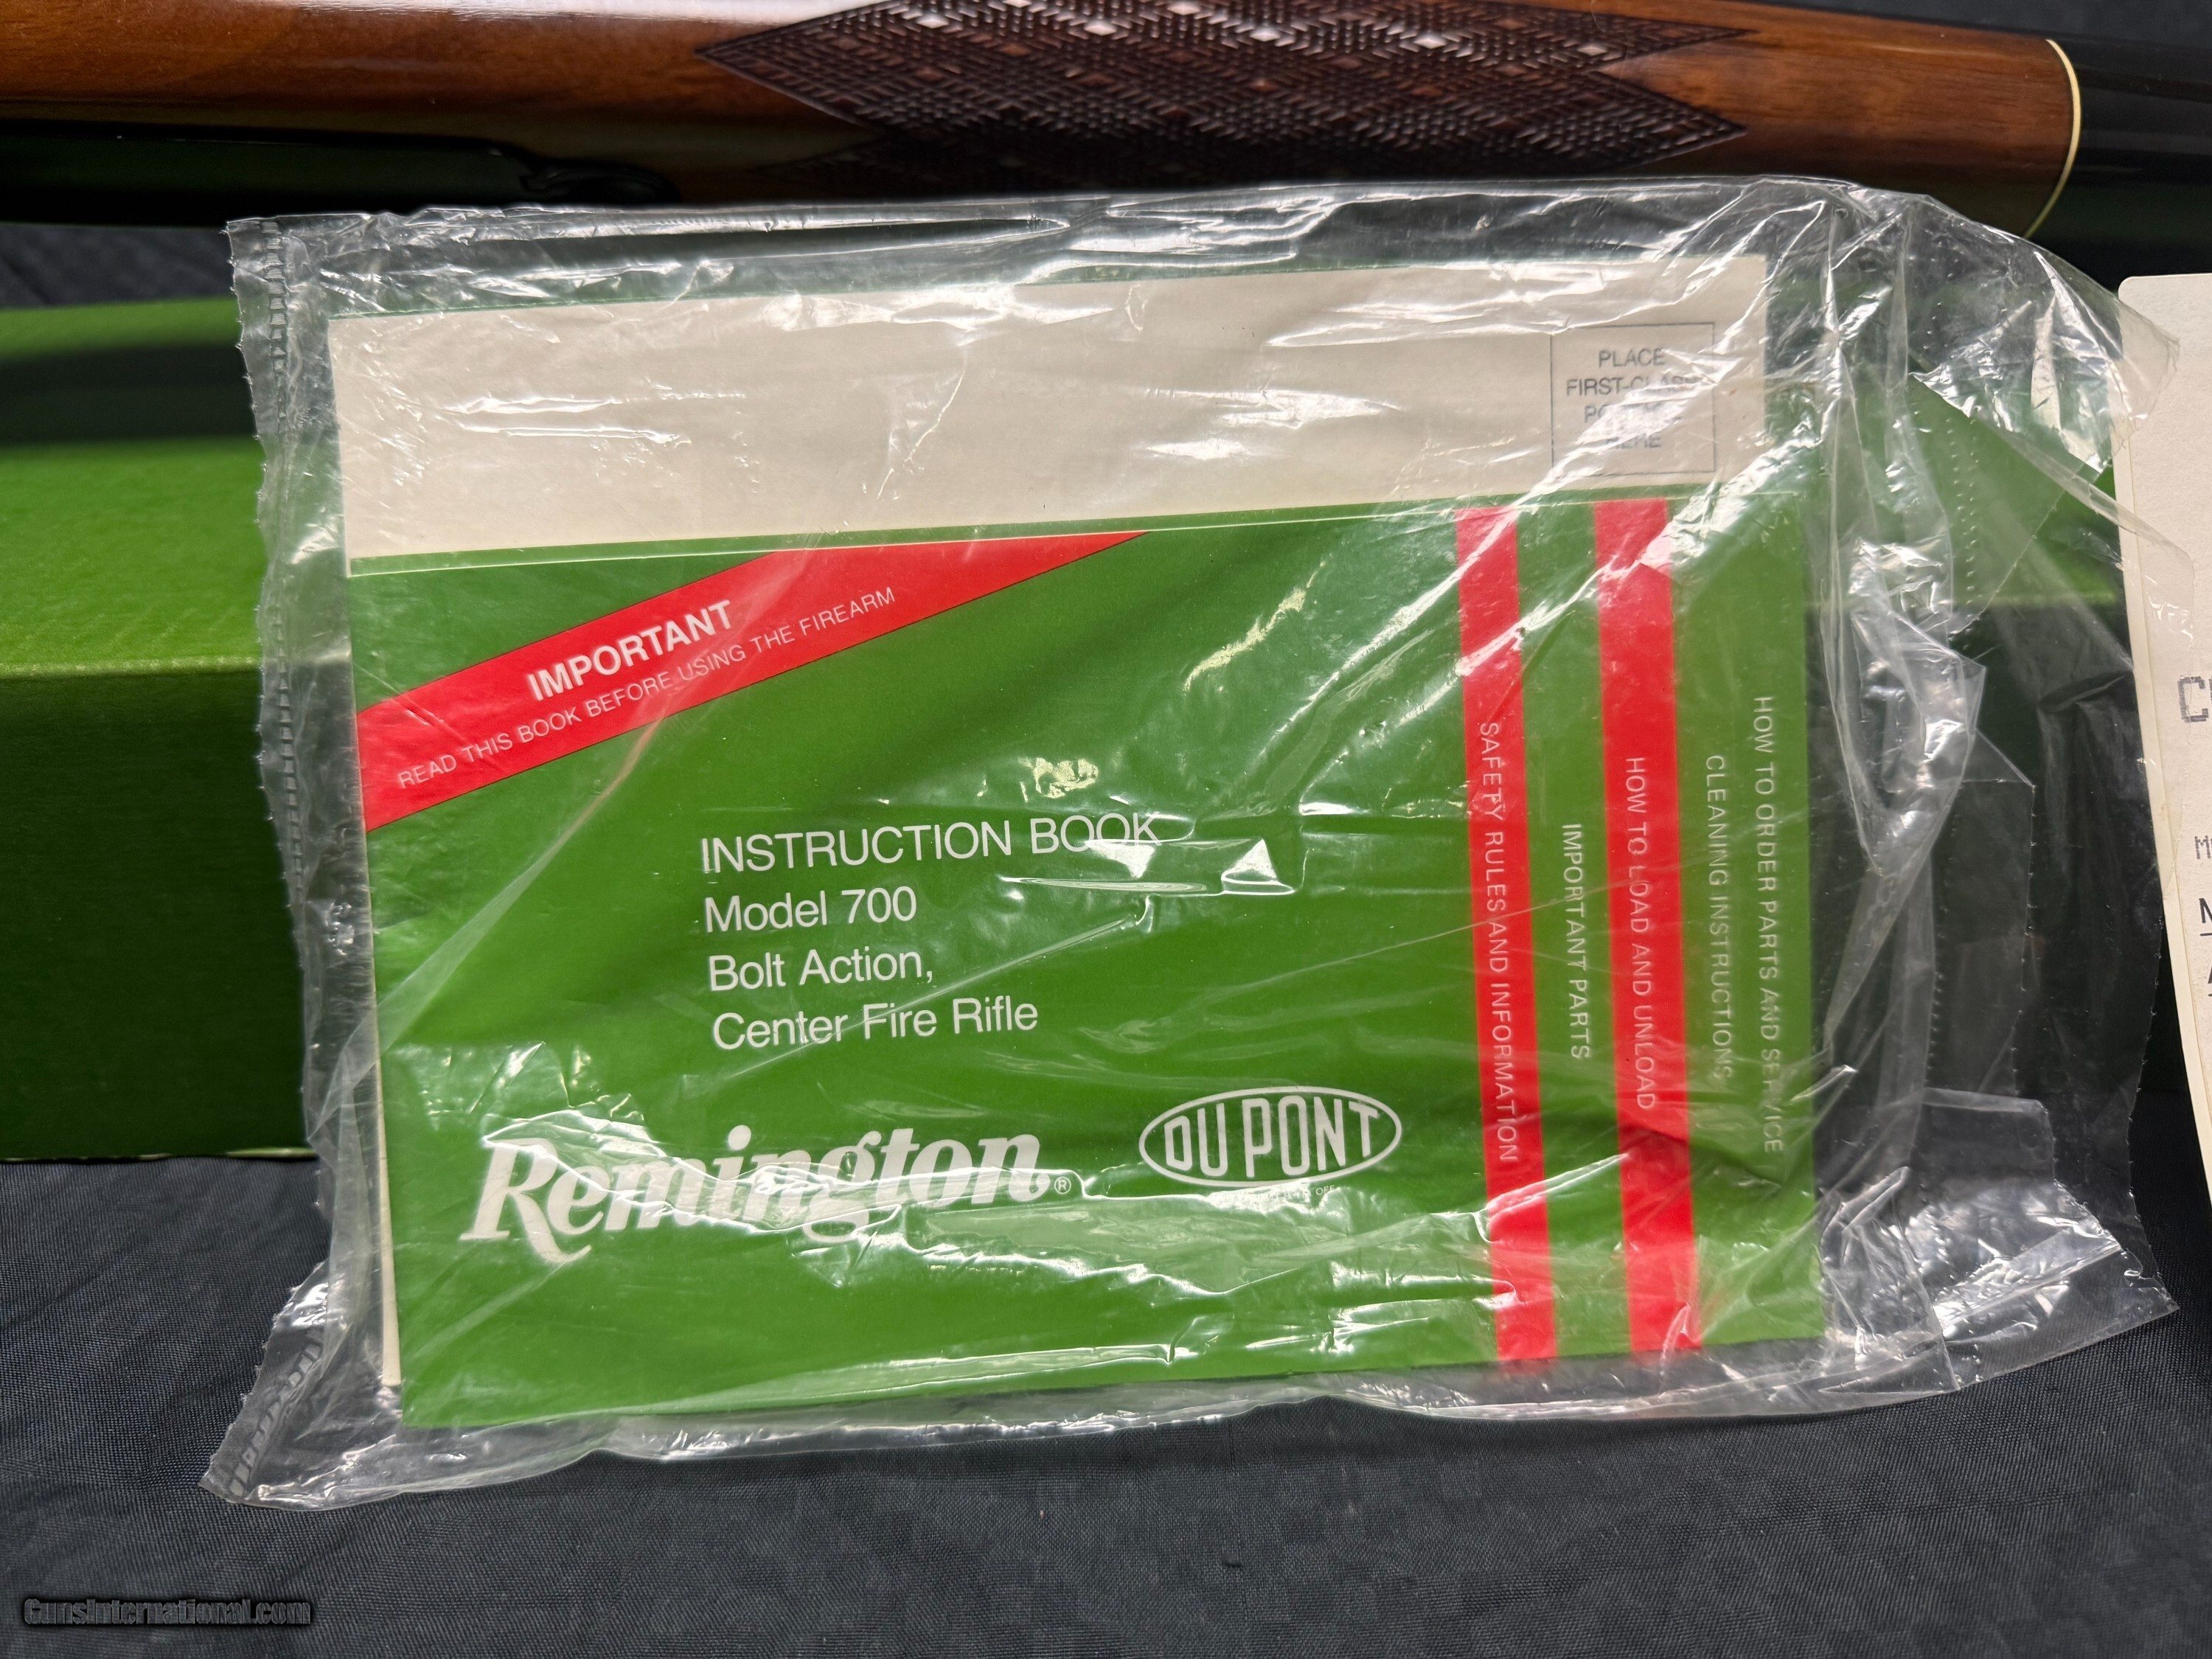 PLACE
FIRST-CLASS
POSTAGE
HERE
IMPORTANT
READ THIS BOOK BEFORE USING THE FIREARM
INSTRUCTION BOOK
Model 700
Bolt Action,
Center Fire Rifle
Remington®
DU PONT
SAFETY RULES AND INFORMATION
IMPORTANT PARTS
HOW TO LOAD AND UNLOAD
CLEANING INSTRUCTIONS
HOW TO ORDER PARTS AND SERVICE
GunsInternational.com